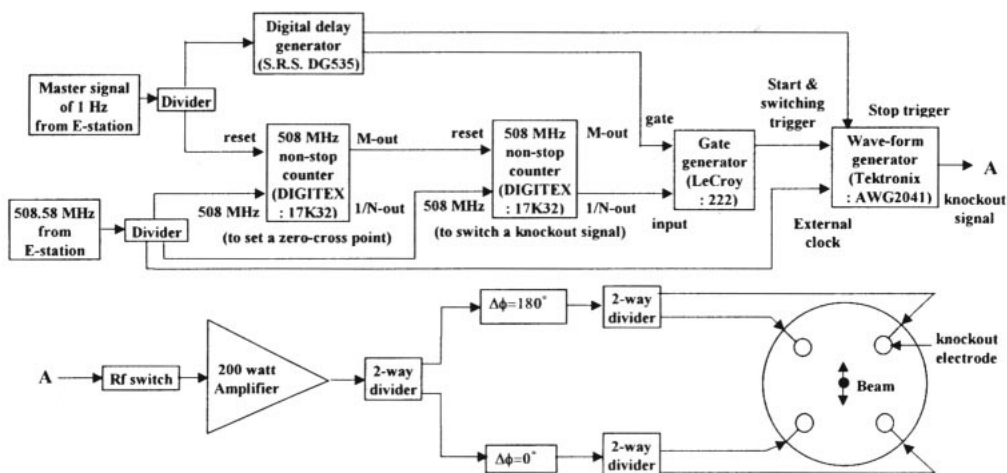 Digital delay
generator
(S.R.S. DG535)
Master signal
of 1 Hz
from E-station
Divider
reset
508 MHz
non-stop
counter
(DIGITEX
: 17K32)
M-out
1/N-out
508 MHz
(to set a zero-cross point)
reset
508 MHz
non-stop
counter
(DIGITEX
: 17K32)
M-out
1/N-out
508 MHz
(to switch a knockout signal)
gate
input
Gate
generator
(LeCroy
: 222)
Start &
switching
trigger
Stop trigger
Wave-form
generator
(Tektronix
: AWG2041)
External
clock
A
knockout
signal
508.58 MHz
from
E-station
Divider
A
Rf switch
200 watt
Amplifier
2-way
divider
Δϕ=180°
2-way
divider
Δϕ=0°
2-way
divider
knockout
electrode
Beam